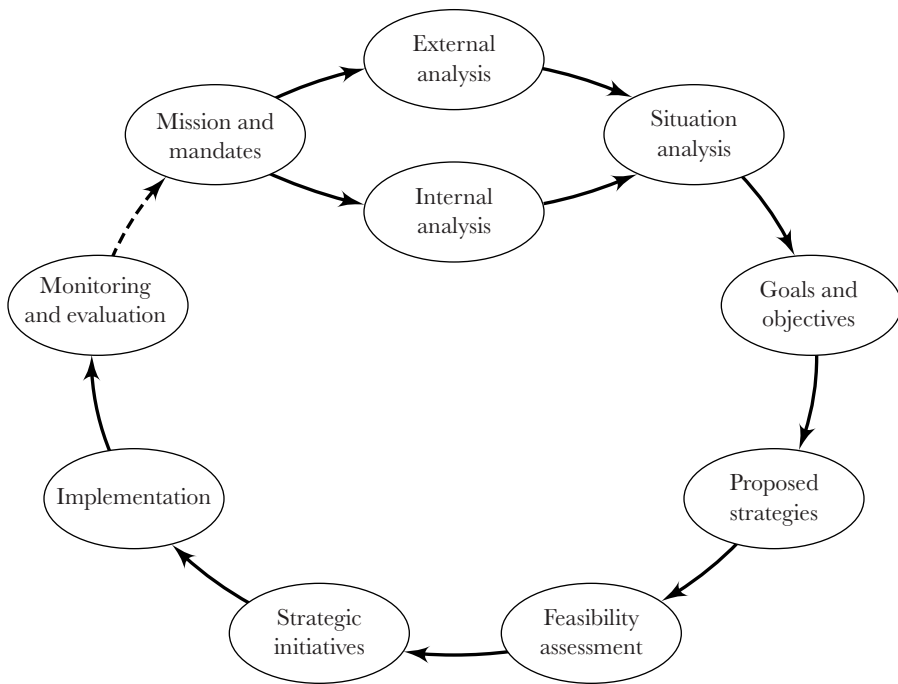 External
analysis
Mission and
mandates
Situation
analysis
Internal
analysis
Monitoring
and evaluation
Goals and
objectives
Implementation
Proposed
strategies
Strategic
initiatives
Feasibility
assessment